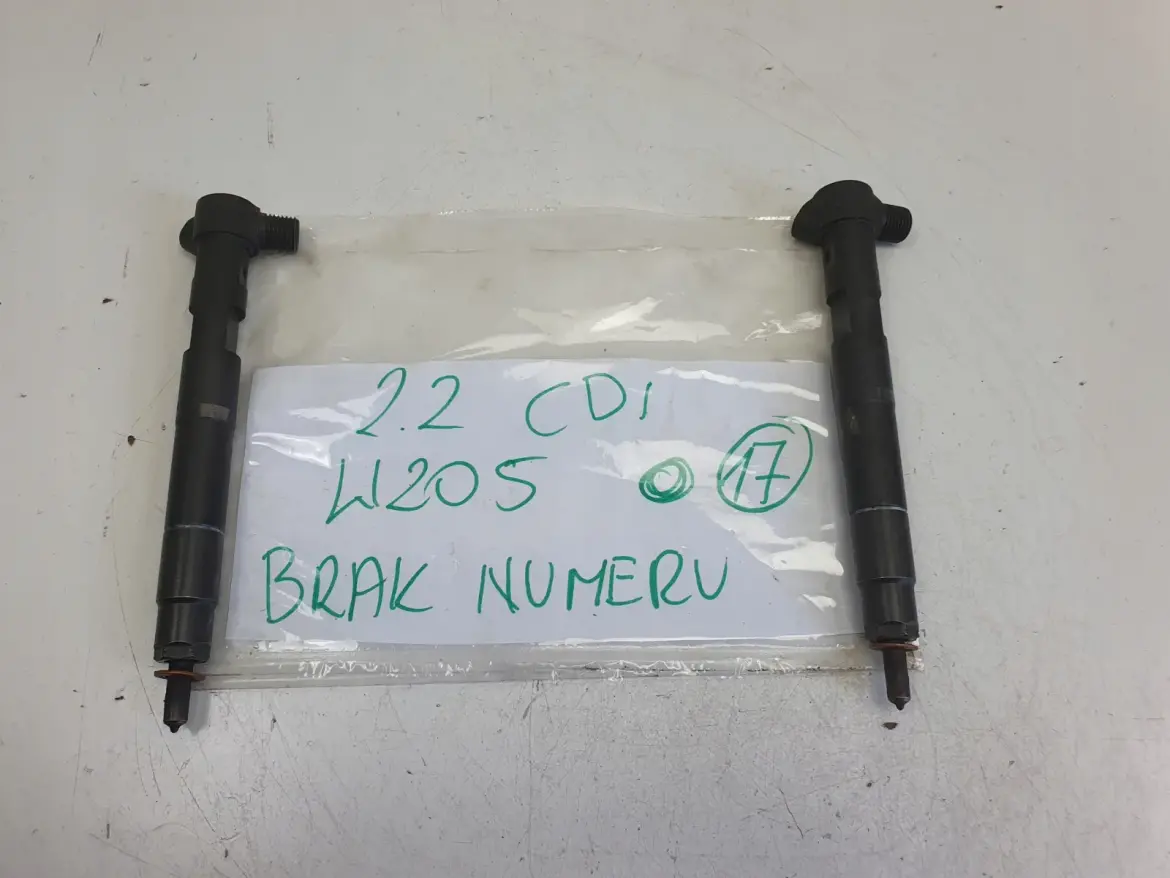 2.2 CDI
W205 17
BRAK NUMERU